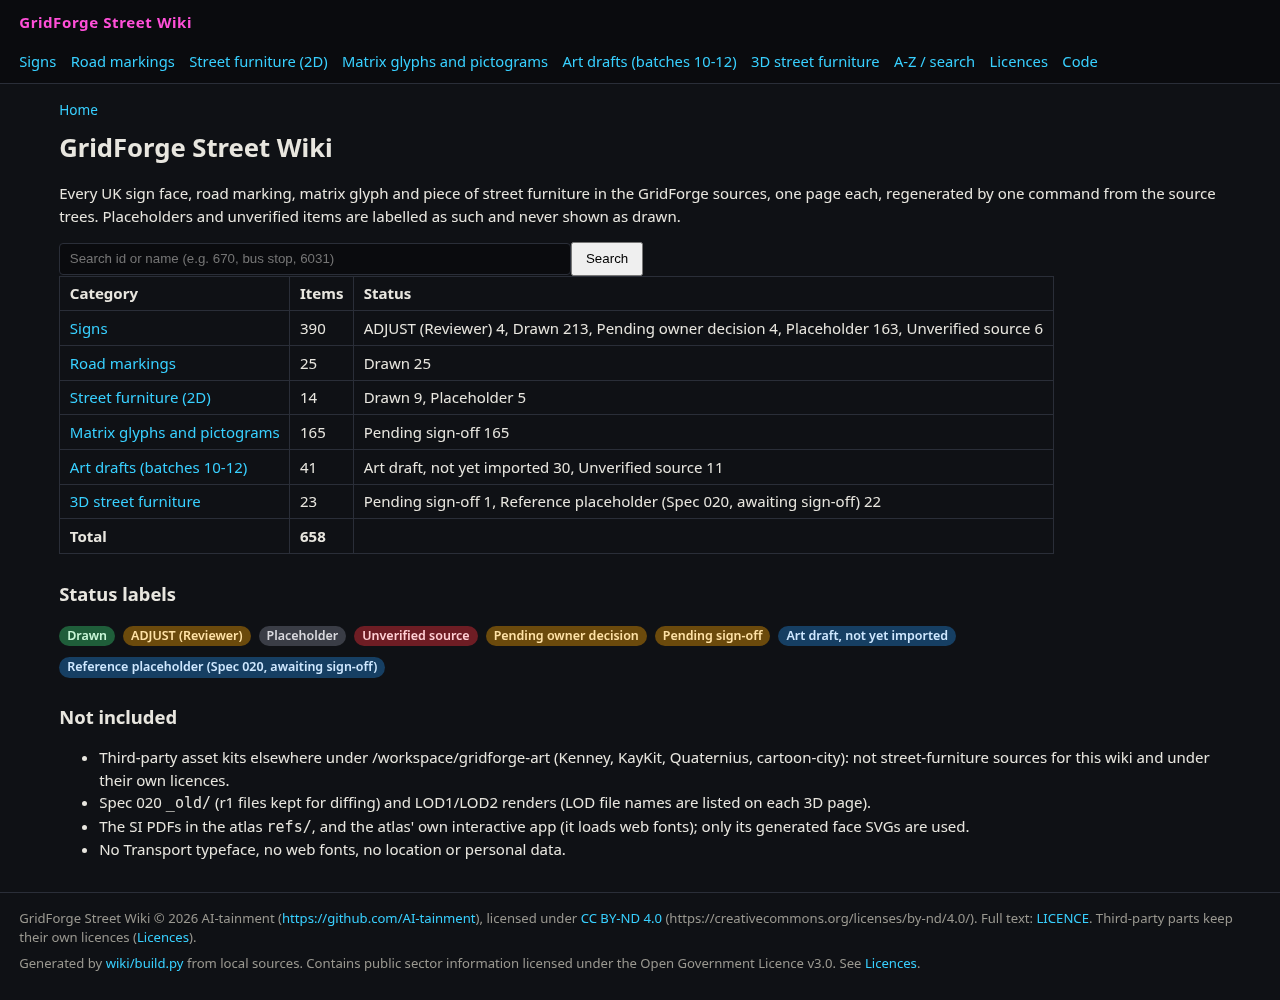 GridForge Street Wiki
Signs Road markings Street furniture (2D) Matrix glyphs and pictograms Art drafts (batches 10-12) 3D street furniture A-Z / search Licences Code
Home
GridForge Street Wiki
Every UK sign face, road marking, matrix glyph and piece of street furniture in the GridForge sources, one page each, regenerated by one command from the source
trees. Placeholders and unverified items are labelled as such and never shown as drawn.
Search id or name (e.g. 670, bus stop, 6031) Search
Category Items Status
Signs 390 ADJUST (Reviewer) 4, Drawn 213, Pending owner decision 4, Placeholder 163, Unverified source 6
Road markings 25 Drawn 25
Street furniture (2D) 14 Drawn 9, Placeholder 5
Matrix glyphs and pictograms 165 Pending sign-off 165
Art drafts (batches 10-12) 41 Art draft, not yet imported 30, Unverified source 11
3D street furniture 23 Pending sign-off 1, Reference placeholder (Spec 020, awaiting sign-off) 22
Total 658
Status labels
Drawn ADJUST (Reviewer) Placeholder Unverified source Pending owner decision Pending sign-off Art draft, not yet imported
Reference placeholder (Spec 020, awaiting sign-off)
Not included
• Third-party asset kits elsewhere under /workspace/gridforge-art (Kenney, KayKit, Quaternius, cartoon-city): not street-furniture sources for this wiki and under
their own licences.
• Spec 020 _old/ (r1 files kept for diffing) and LOD1/LOD2 renders (LOD file names are listed on each 3D page).
• The SI PDFs in the atlas refs/, and the atlas' own interactive app (it loads web fonts); only its generated face SVGs are used.
• No Transport typeface, no web fonts, no location or personal data.
GridForge Street Wiki © 2026 AI-tainment (https://github.com/AI-tainment), licensed under CC BY-ND 4.0 (https://creativecommons.org/licenses/by-nd/4.0/). Full text: LICENCE. Third-party parts keep
their own licences (Licences).
Generated by wiki/build.py from local sources. Contains public sector information licensed under the Open Government Licence v3.0. See Licences.